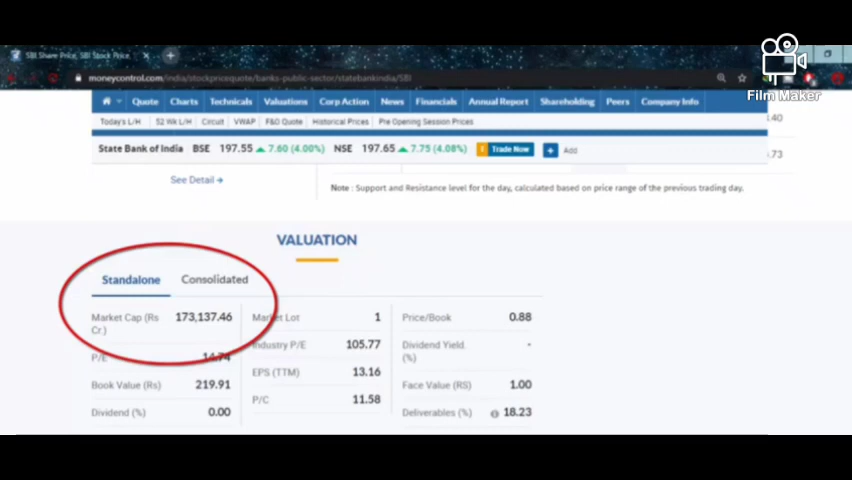 SBI Share Price, SBI Stock Price
moneycontrol.com/india/stockpricequote/banks-public-sector/statebankindia/SBI
Film Maker
Quote Charts Technicals Valuations Corp Action News Financials Annual Report Shareholding Peers Company Info
Today's L/H 52 Wk L/H Circuit VWAP F&O Quote Historical Prices Pre Opening Session Prices
.40
State Bank of India BSE 197.55 ▲ 7.60 (4.00%) NSE 197.65 ▲ 7.75 (4.08%) Trade Now + Add
.73
See Detail →
Note : Support and Resistance level for the day, calculated based on price range of the previous trading day.
VALUATION
Standalone Consolidated
Market Cap (Rs Cr.) 173,137.46
P/E 14.74
Book Value (Rs) 219.91
Dividend (%) 0.00
Market Lot 1
Industry P/E 105.77
EPS (TTM) 13.16
P/C 11.58
Price/Book 0.88
Dividend Yield. (%) -
Face Value (RS) 1.00
Deliverables (%) 18.23